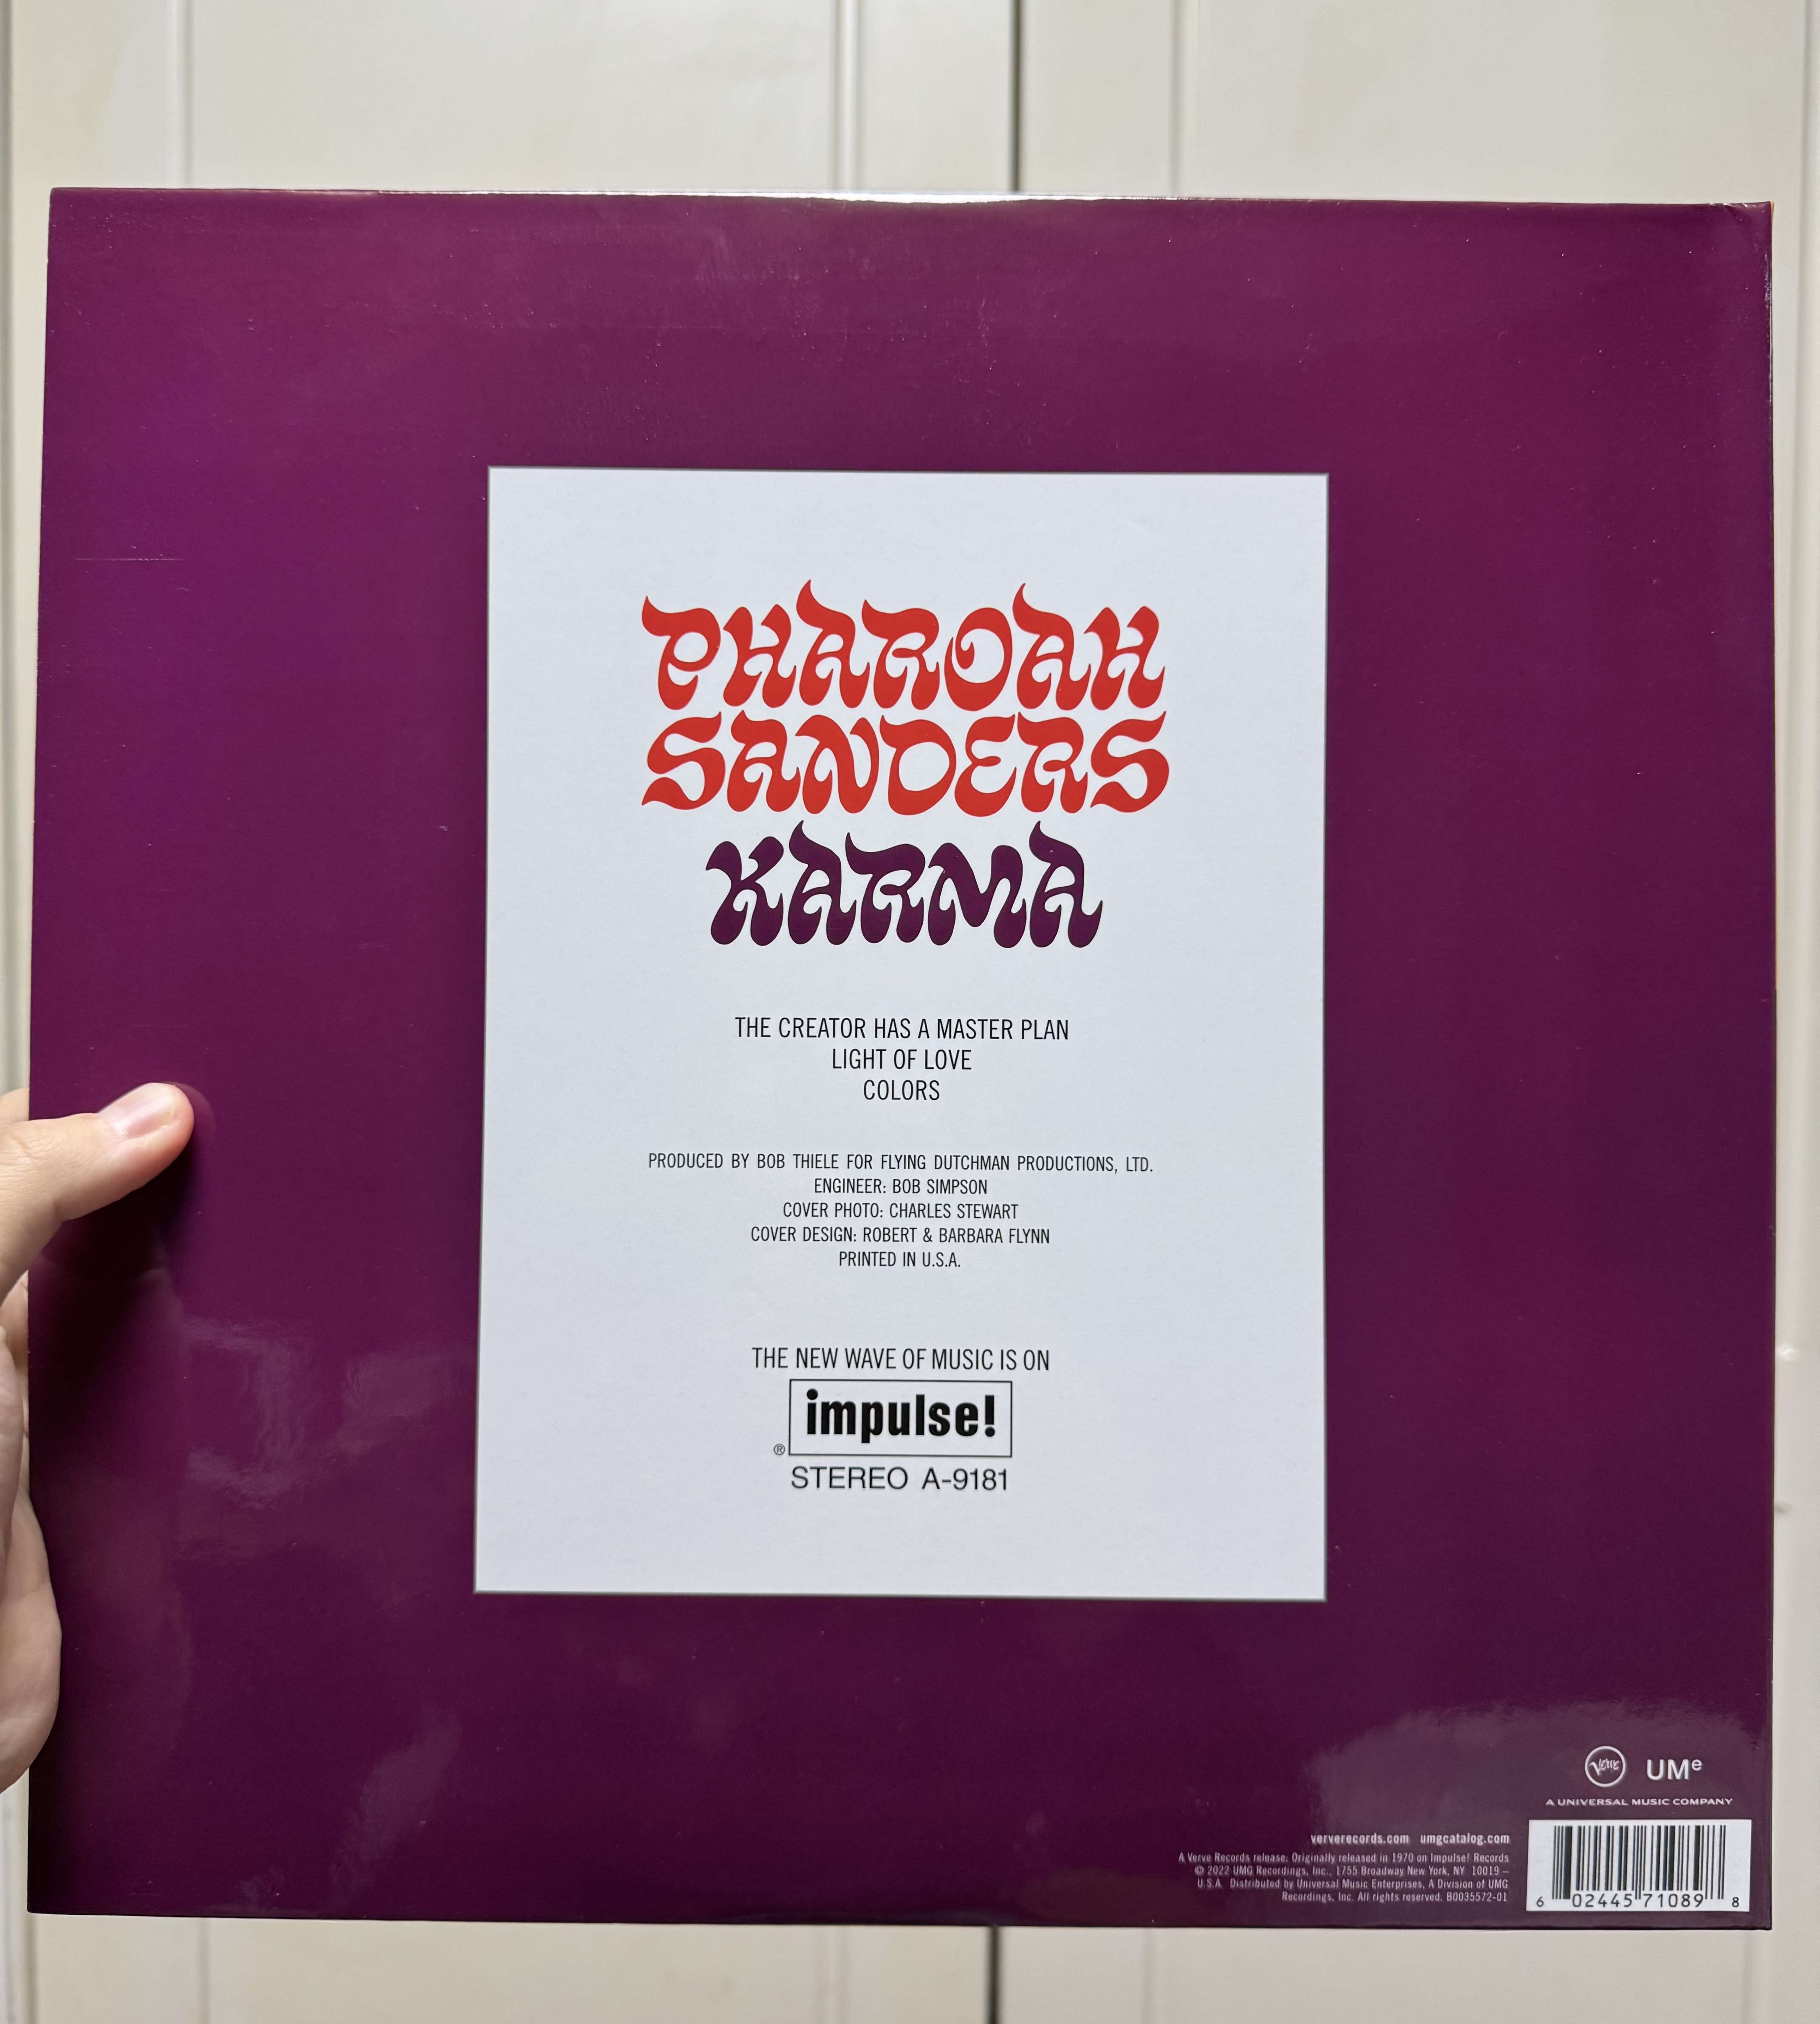 PHAROAH
SANDERS
KARMA
THE CREATOR HAS A MASTER PLAN
LIGHT OF LOVE
COLORS
PRODUCED BY BOB THIELE FOR FLYING DUTCHMAN PRODUCTIONS, LTD.
ENGINEER: BOB SIMPSON
COVER PHOTO: CHARLES STEWART
COVER DESIGN: ROBERT & BARBARA FLYNN
PRINTED IN U.S.A.
THE NEW WAVE OF MUSIC IS ON
impulse!
®
STEREO A-9181
Verve UMe
A UNIVERSAL MUSIC COMPANY
ververecords.com umgcatalog.com
A Verve Records release. Originally released in 1970 on Impulse! Records
© 2022 UMG Recordings, Inc., 1755 Broadway New York, NY 10019 –
U.S.A. Distributed by Universal Music Enterprises, A Division of UMG
Recordings, Inc. All rights reserved. B0035572-01
6 02445 71089 8